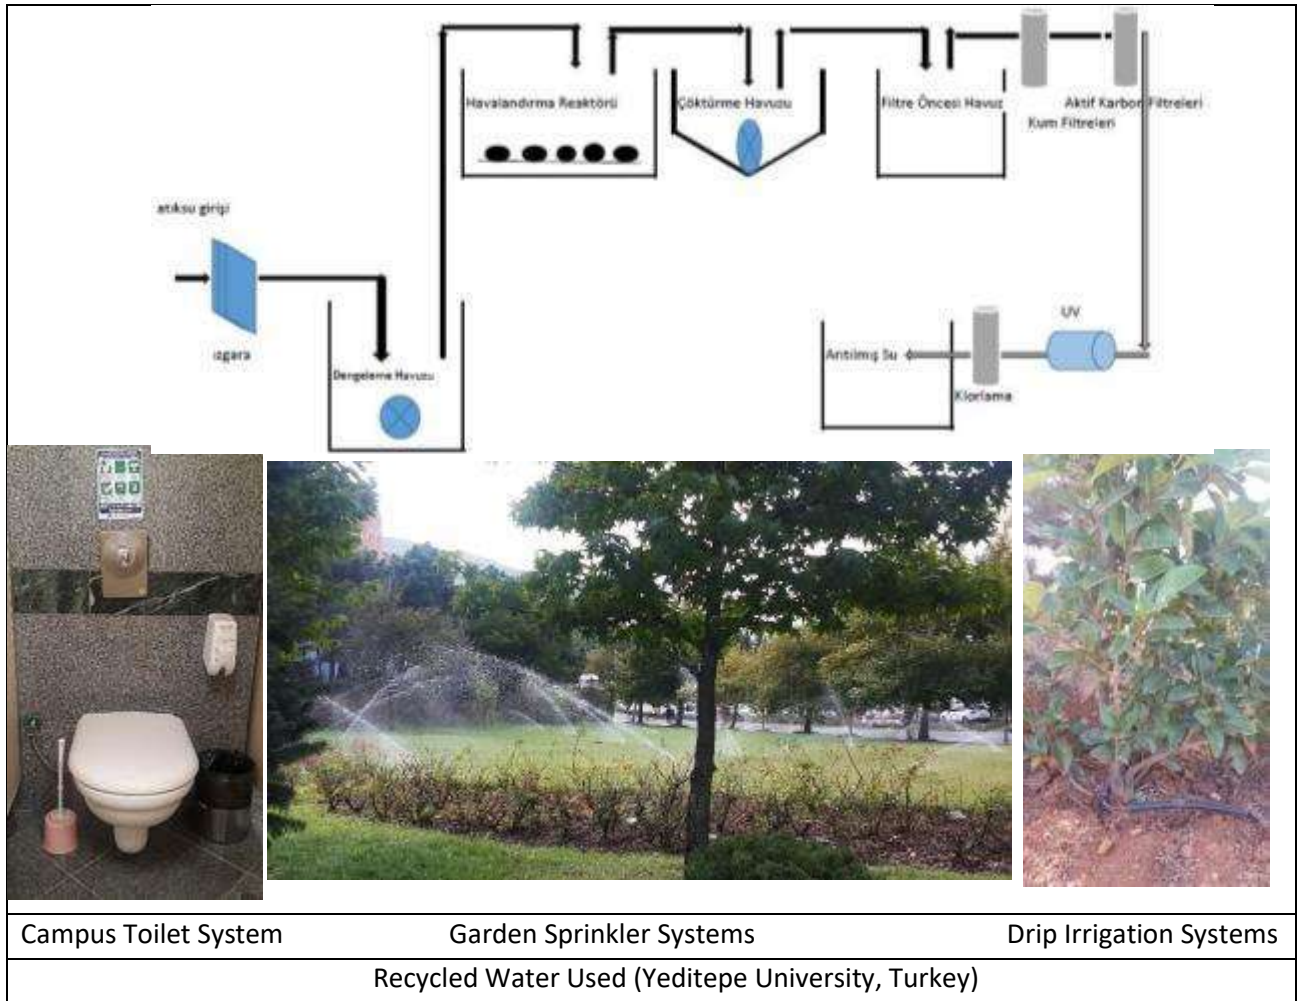 Havalandırma Reaktörü
Çöktürme Havuzu
Filtre Öncesi Havuz
Aktif Karbon Filtreleri
Kum Filtreleri
atıksu girişi
ızgara
Dengeleme Havuzu
UV
Arıtılmış Su
Klorlama
Campus Toilet System
Garden Sprinkler Systems
Drip Irrigation Systems
Recycled Water Used (Yeditepe University, Turkey)